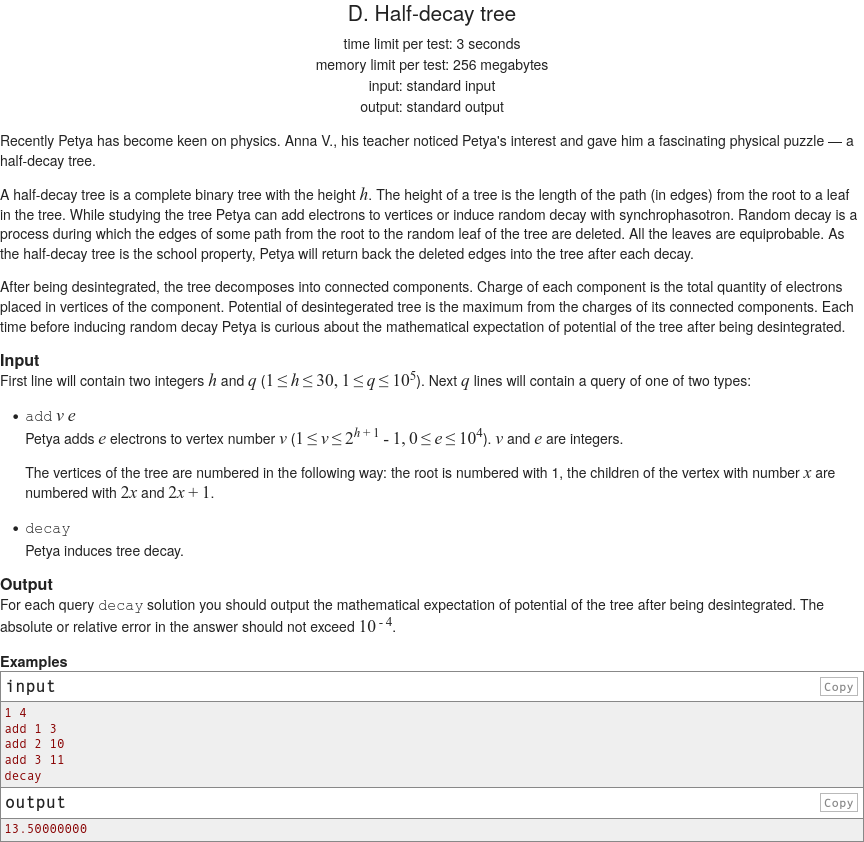 D. Half-decay tree
time limit per test: 3 seconds
memory limit per test: 256 megabytes
input: standard input
output: standard output
Recently Petya has become keen on physics. Anna V., his teacher noticed Petya's interest and gave him a fascinating physical puzzle — a
half-decay tree.
A half-decay tree is a complete binary tree with the height h. The height of a tree is the length of the path (in edges) from the root to a leaf
in the tree. While studying the tree Petya can add electrons to vertices or induce random decay with synchrophasotron. Random decay is a
process during which the edges of some path from the root to the random leaf of the tree are deleted. All the leaves are equiprobable. As
the half-decay tree is the school property, Petya will return back the deleted edges into the tree after each decay.
After being desintegrated, the tree decomposes into connected components. Charge of each component is the total quantity of electrons
placed in vertices of the component. Potential of desintegerated tree is the maximum from the charges of its connected components. Each
time before inducing random decay Petya is curious about the mathematical expectation of potential of the tree after being desintegrated.
Input
First line will contain two integers h and q (1 ≤ h ≤ 30, 1 ≤ q ≤ 10^5). Next q lines will contain a query of one of two types:
• add v e
Petya adds e electrons to vertex number v (1 ≤ v ≤ 2^{h + 1} - 1, 0 ≤ e ≤ 10^4). v and e are integers.
The vertices of the tree are numbered in the following way: the root is numbered with 1, the children of the vertex with number x are
numbered with 2x and 2x + 1.
• decay
Petya induces tree decay.
Output
For each query decay solution you should output the mathematical expectation of potential of the tree after being desintegrated. The
absolute or relative error in the answer should not exceed 10^{- 4}.
Examples
input Copy
1 4
add 1 3
add 2 10
add 3 11
decay
output Copy
13.50000000